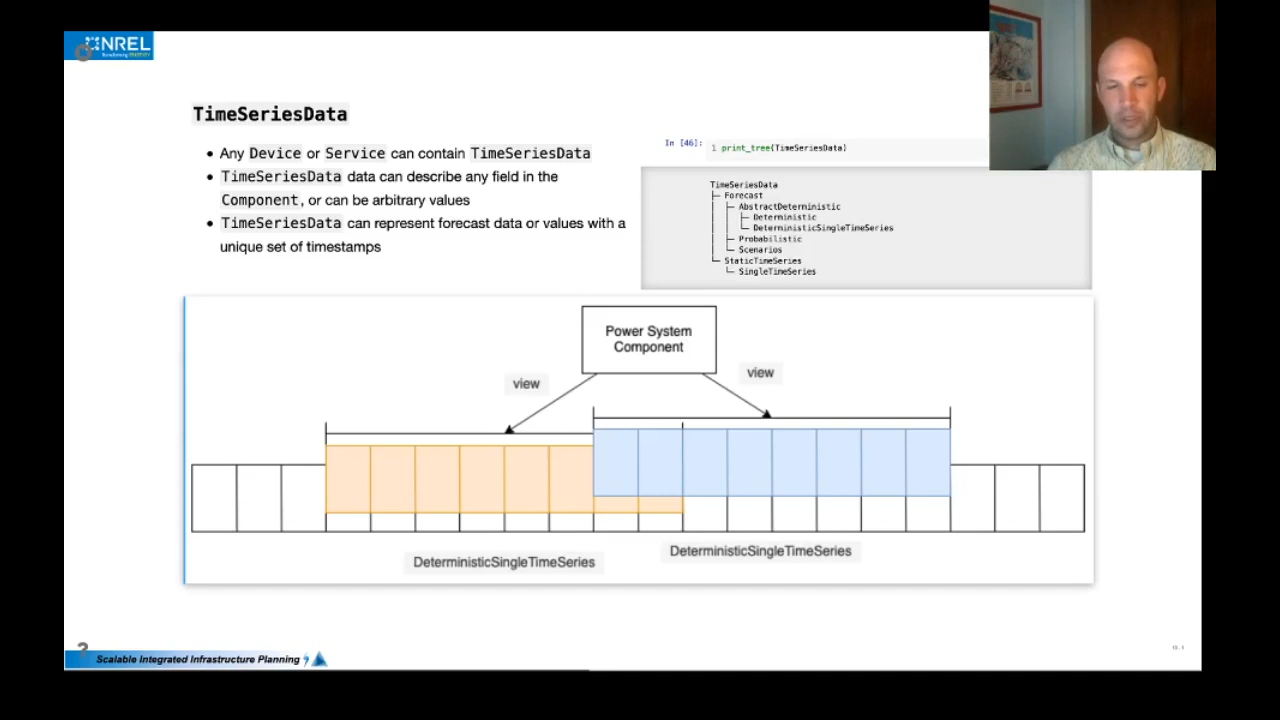 NREL
TimeSeriesData
Any Device or Service can contain TimeSeriesData
TimeSeriesData data can describe any field in the
Component, or can be arbitrary values
TimeSeriesData can represent forecast data or values with a
unique set of timestamps
In [46]: 1 print_tree(TimeSeriesData)
TimeSeriesData
├─ Forecast
│  ├─ AbstractDeterministic
│  │  ├─ Deterministic
│  │  └─ DeterministicSingleTimeSeries
│  ├─ Probabilistic
│  └─ Scenarios
└─ StaticTimeSeries
   └─ SingleTimeSeries
Power System
Component
view
view
DeterministicSingleTimeSeries
DeterministicSingleTimeSeries
?
Scalable Integrated Infrastructure Planning